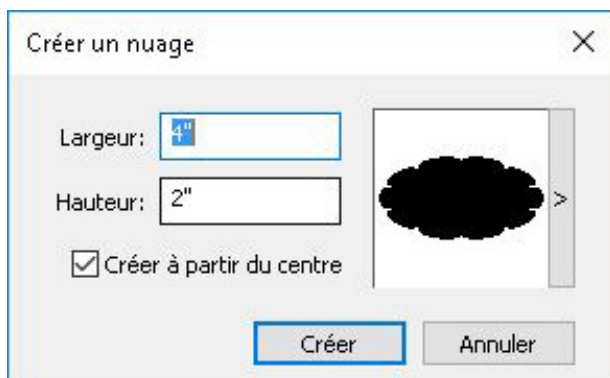 Créer un nuage
Largeur: 4"
Hauteur: 2"
Créer à partir du centre
>
Créer Annuler